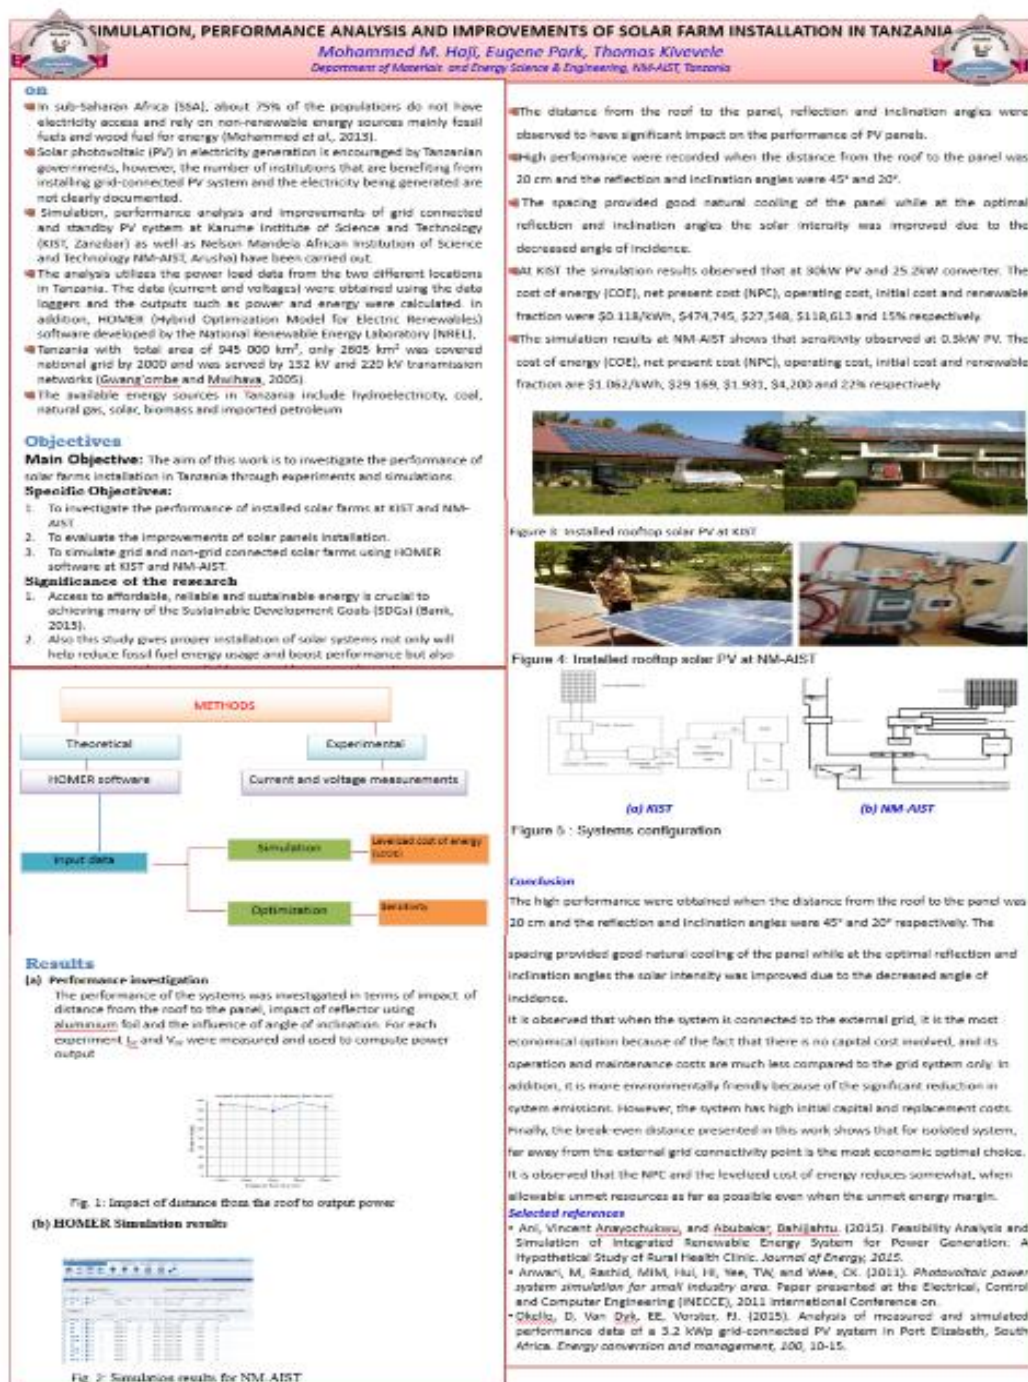 SIMULATION, PERFORMANCE ANALYSIS AND IMPROVEMENTS OF SOLAR FARM INSTALLATION IN TANZANIA
Mohammed M. Haji, Eugene Park, Thomas Kivevele
Department of Materials and Energy Science & Engineering, NM-AIST, Tanzania
on
In sub-Saharan Africa (SSA), about 75% of the populations do not have
electricity access and rely on non-renewable energy sources mainly fossil
fuels and wood fuel for energy (Mohammed et al., 2013).
Solar photovoltaic (PV) in electricity generation is encouraged by Tanzanian
governments, however, the number of institutions that are benefiting from
installing grid-connected PV system and the electricity being generated are
not clearly documented.
Simulation, performance analysis and improvements of grid connected
and standby PV system at Karume Institute of Science and Technology
(KIST, Zanzibar) as well as Nelson Mandela African Institution of Science
and Technology NM-AIST, Arusha) have been carried out.
The analysis utilizes the power load data from the two different locations
in Tanzania. The data (current and voltages) were obtained using the data
loggers and the outputs such as power and energy were calculated. In
addition, HOMER (Hybrid Optimization Model for Electric Renewables)
software developed by the National Renewable Energy Laboratory (NREL).
Tanzania with total area of 945 000 km², only 2605 km² was covered
national grid by 2000 and was served by 132 kV and 220 kV transmission
networks (Gwang'ombe and Mwihava, 2005).
The available energy sources in Tanzania include hydroelectricity, coal,
natural gas, solar, biomass and imported petroleum
Objectives
Main Objective: The aim of this work is to investigate the performance of
solar farms installation in Tanzania through experiments and simulations.
Specific Objectives:
1. To investigate the performance of installed solar farms at KIST and NM-
AIST
2. To evaluate the improvements of solar panels installation.
3. To simulate grid and non-grid connected solar farms using HOMER
software at KIST and NM-AIST.
Significance of the research
1. Access to affordable, reliable and sustainable energy is crucial to
achieving many of the Sustainable Development Goals (SDGs) (Bank,
2015).
2. Also this study gives proper installation of solar systems not only will
help reduce fossil fuel energy usage and boost performance but also
METHODS
Theoretical
Experimental
HOMER software
Current and voltage measurements
Input data
Simulation
Levelized cost of energy
(LCOE)
Optimization
Sensitivity
Results
(a) Performance investigation
The performance of the systems was investigated in terms of impact of
distance from the roof to the panel, impact of reflector using
aluminium foil and the influence of angle of inclination. For each
experiment Isc and Voc were measured and used to compute power
output
Fig. 1: Impact of distance from the roof to output power
(b) HOMER Simulation results
Fig. 2: Simulation results for NM-AIST
The distance from the roof to the panel, reflection and inclination angles were
observed to have significant impact on the performance of PV panels.
High performance were recorded when the distance from the roof to the panel was
20 cm and the reflection and inclination angles were 45° and 20°.
The spacing provided good natural cooling of the panel while at the optimal
reflection and inclination angles the solar intensity was improved due to the
decreased angle of incidence.
At KIST the simulation results observed that at 30kW PV and 25.2kW converter. The
cost of energy (COE), net present cost (NPC), operating cost, initial cost and renewable
fraction were $0.118/kWh, $474,745, $27,548, $118,613 and 15% respectively.
The simulation results at NM-AIST shows that sensitivity observed at 0.5kW PV. The
cost of energy (COE), net present cost (NPC), operating cost, initial cost and renewable
fraction are $1.062/kWh, $29 169, $1.931, $4,200 and 22% respectively
Figure 3: Installed rooftop solar PV at KIST
Figure 4: Installed rooftop solar PV at NM-AIST
(a) KIST
(b) NM-AIST
Figure 5 : Systems configuration
Conclusion
The high performance were obtained when the distance from the roof to the panel was
20 cm and the reflection and inclination angles were 45° and 20° respectively. The
spacing provided good natural cooling of the panel while at the optimal reflection and
inclination angles the solar intensity was improved due to the decreased angle of
incidence.
It is observed that when the system is connected to the external grid, it is the most
economical option because of the fact that there is no capital cost involved, and its
operation and maintenance costs are much less compared to the grid system only. In
addition, it is more environmentally friendly because of the significant reduction in
system emissions. However, the system has high initial capital and replacement costs.
Finally, the break-even distance presented in this work shows that for isolated system,
far away from the external grid connectivity point is the most economic optimal choice.
It is observed that the NPC and the levelized cost of energy reduces somewhat, when
allowable unmet resources as far as possible even when the unmet energy margin.
Selected references
• Ani, Vincent Anayochukwu, and Abubakar, Bahijjahtu. (2015). Feasibility Analysis and
Simulation of Integrated Renewable Energy System for Power Generation: A
Hypothetical Study of Rural Health Clinic. Journal of Energy, 2015.
• Anwari, M, Rashid, MIM, Hui, HI, Yee, TW, and Wee, CK. (2011). Photovoltaic power
system simulation for small industry area. Paper presented at the Electrical, Control
and Computer Engineering (INECCE), 2011 International Conference on.
• Okello, D, Van Dyk, EE, Vorster, FJ. (2015). Analysis of measured and simulated
performance data of a 3.2 kWp grid-connected PV system in Port Elizabeth, South
Africa. Energy conversion and management, 100, 10-15.